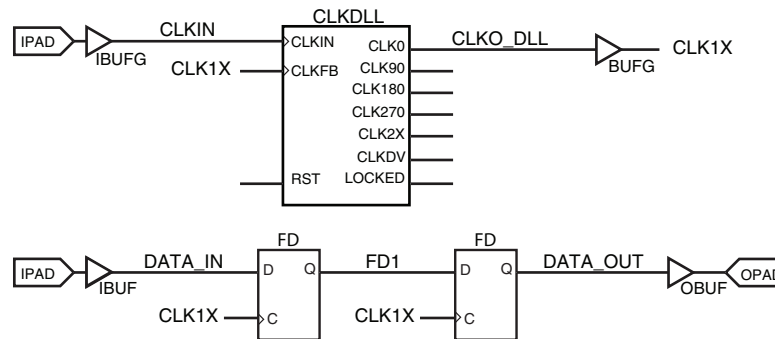 CLKDLL
IPAD
IBUFG
CLKIN
CLKIN
CLK0
CLKO_DLL
BUFG
CLK1X
CLK1X
CLKFB
CLK90
CLK180
CLK270
CLK2X
CLKDV
RST
LOCKED
FD
FD
IPAD
IBUF
DATA_IN
D
Q
FD1
D
Q
DATA_OUT
OBUF
OPAD
CLK1X
C
CLK1X
C